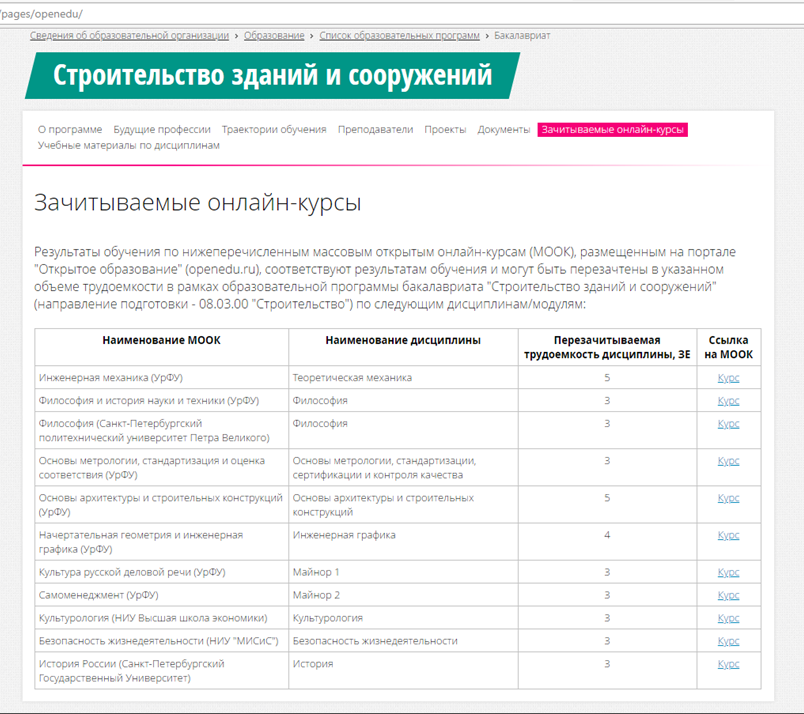 /pages/openedu/
Сведения об образовательной организации › Образование › Список образовательных программ › Бакалавриат
Строительство зданий и сооружений
О программе Будущие профессии Траектории обучения Преподаватели Проекты Документы Зачитываемые онлайн-курсы
Учебные материалы по дисциплинам
Зачитываемые онлайн-курсы
Результаты обучения по нижеперечисленным массовым открытым онлайн-курсам (МООК), размещенным на портале
"Открытое образование" (openedu.ru), соответствуют результатам обучения и могут быть перезачтены в указанном
объеме трудоемкости в рамках образовательной программы бакалавриата "Строительство зданий и сооружений"
(направление подготовки - 08.03.00 "Строительство") по следующим дисциплинам/модулям:
Наименование МООК Наименование дисциплины Перезачитываемая трудоемкость дисциплины, ЗЕ Ссылка на МООК
Инженерная механика (УрФУ) Теоретическая механика 5 Курс
Философия и история науки и техники (УрФУ) Философия 3 Курс
Философия (Санкт-Петербургский Философия 3 Курс
политехнический университет Петра Великого)
Основы метрологии, стандартизация и оценка Основы метрологии, стандартизации, 3 Курс
соответствия (УрФУ) сертификации и контроля качества
Основы архитектуры и строительных конструкций Основы архитектуры и строительных 5 Курс
(УрФУ) конструкций
Начертательная геометрия и инженерная Инженерная графика 4 Курс
графика (УрФУ)
Культура русской деловой речи (УрФУ) Майнор 1 3 Курс
Самоменеджмент (УрФУ) Майнор 2 3 Курс
Культурология (НИУ Высшая школа экономики) Культурология 3 Курс
Безопасность жизнедеятельности (НИУ "МИСиС") Безопасность жизнедеятельности 3 Курс
История России (Санкт-Петербургский История 3 Курс
Государственный Университет)